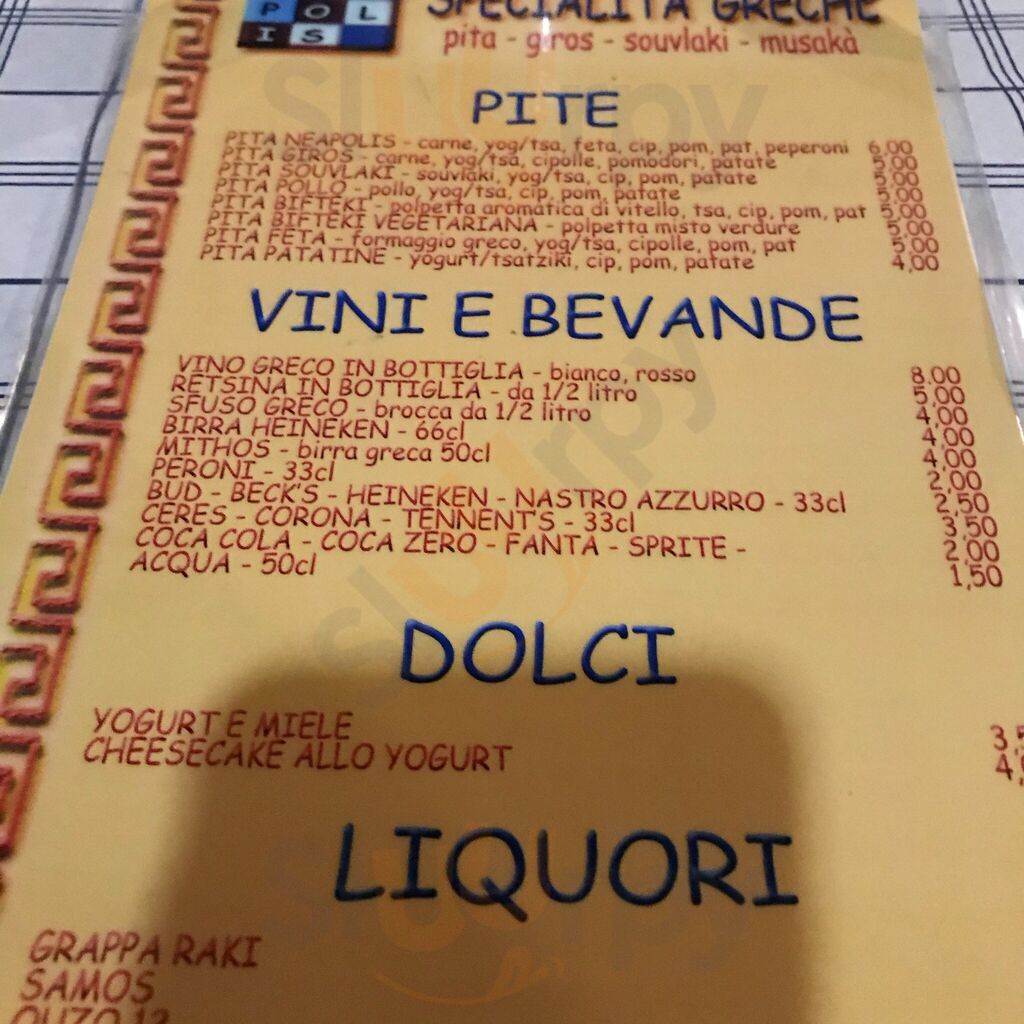 POL
IS
SPECIALITÀ GRECHE
pita - giros - souvlaki - musakà
PITE
PITA NEAPOLIS - carne, yog/tsa, feta, cip, pom, pat, peperoni 6,00
PITA GIROS - carne, yog/tsa, cipolle, pomodori, patate 5,00
PITA SOUVLAKI - souvlaki, yog/tsa, cip, pom, patate 5,00
PITA POLLO - pollo, yog/tsa, cip, pom, patate 5,00
PITA BIFTEKI - polpetta aromatica di vitello, tsa, cip, pom, pat 5,00
PITA BIFTEKI VEGETARIANA - polpetta misto verdure 5,00
PITA FETA - formaggio greco, yog/tsa, cipolle, pom, pat 5,00
PITA PATATINE - yogurt/tsatziki, cip, pom, patate 4,00
VINI E BEVANDE
VINO GRECO IN BOTTIGLIA - bianco, rosso 8,00
RETSINA IN BOTTIGLIA - da 1/2 litro 5,00
SFUSO GRECO - brocca da 1/2 litro 4,00
BIRRA HEINEKEN - 66cl 4,00
MITHOS - birra greca 50cl 4,00
PERONI - 33cl 2,00
BUD - BECK'S - HEINEKEN - NASTRO AZZURRO - 33cl 2,50
CERES - CORONA - TENNENT'S - 33cl 3,50
COCA COLA - COCA ZERO - FANTA - SPRITE - 2,00
ACQUA - 50cl 1,50
DOLCI
YOGURT E MIELE
CHEESECAKE ALLO YOGURT
LIQUORI
GRAPPA RAKI
SAMOS
OUZO 12
sluurpy
sluurpy
sluurpy